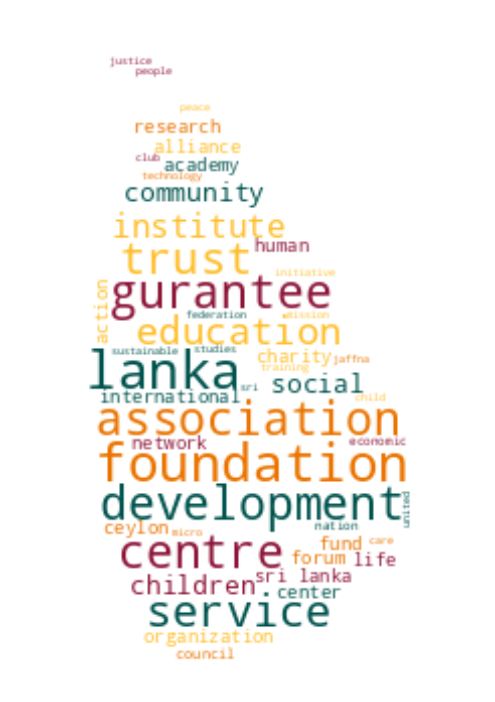 justice
people
peace
research
alliance
club
academy
technology
community
institute
human
trust
initiative
gurantee
action
federation
mission
education
sustainable
studies
charity
jaffna
lanka
training
sri
social
international
child
association
network
economic
foundation
development
united
ceylon
micro
nation
centre
fund
care
forum
life
children
sri lanka
center
service
organization
council